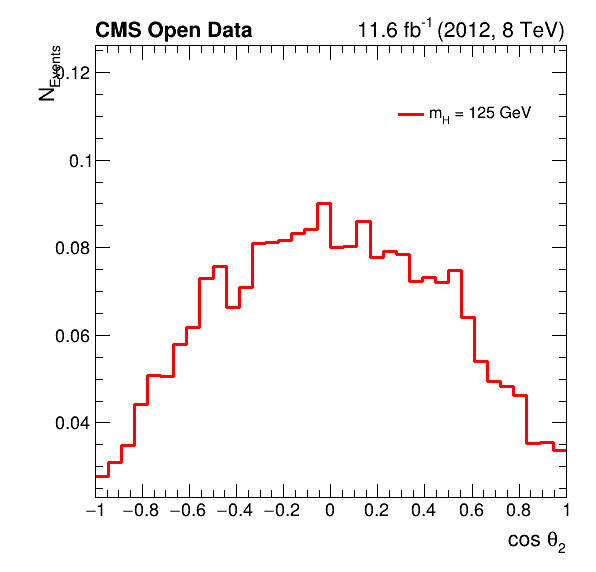 CMS Open Data 11.6 fb⁻¹ (2012, 8 TeV)
N_Events
0.12
m_H = 125 GeV
0.1
0.08
0.06
0.04
−1 −0.8 −0.6 −0.4 −0.2 0 0.2 0.4 0.6 0.8 1
cos θ₂